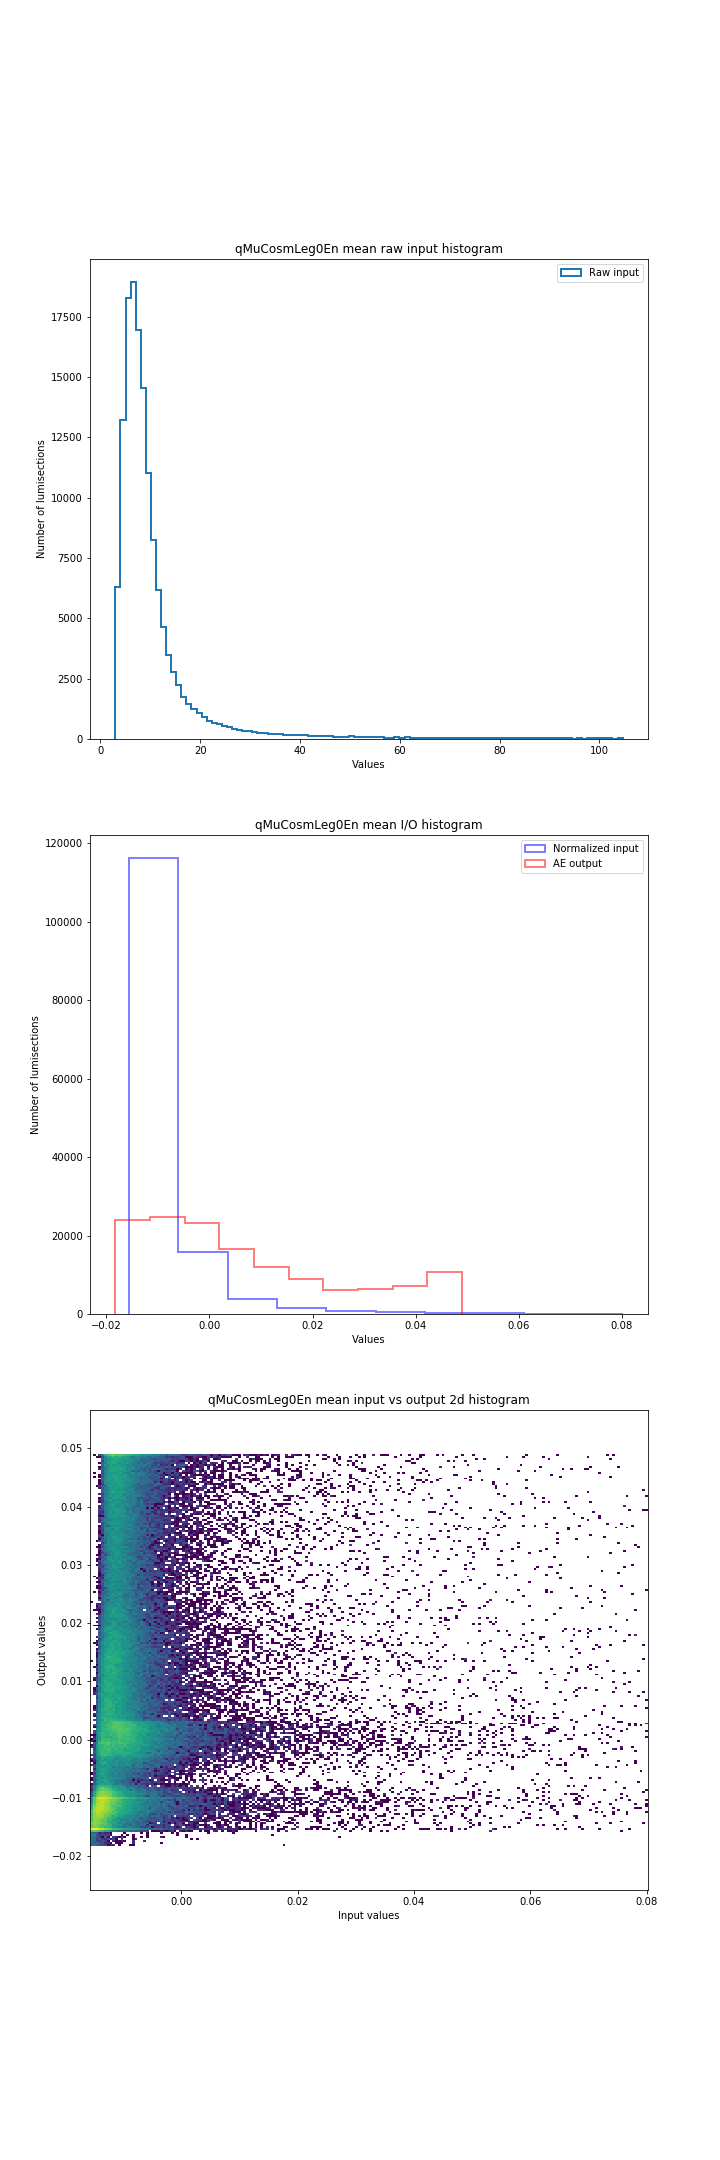 qMuCosmLeg0En mean raw input histogram
Raw input
17500
15000
12500
10000
7500
5000
2500
0
Number of lumisections
0 20 40 60 80 100
Values
qMuCosmLeg0En mean I/O histogram
Normalized input
AE output
120000
100000
80000
60000
40000
20000
0
Number of lumisections
−0.02 0.00 0.02 0.04 0.06 0.08
Values
qMuCosmLeg0En mean input vs output 2d histogram
0.05
0.04
0.03
0.02
0.01
0.00
−0.01
−0.02
Output values
0.00 0.02 0.04 0.06 0.08
Input values